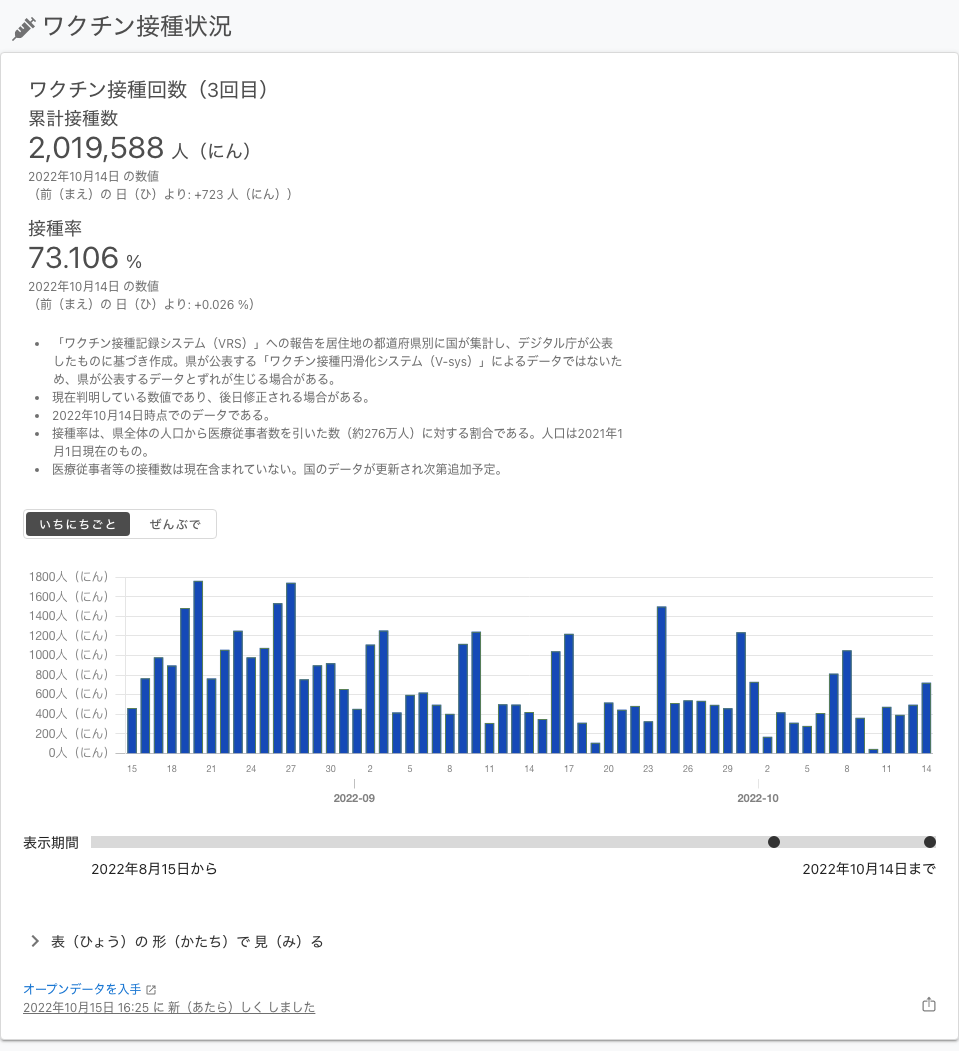 ワクチン接種状況
ワクチン接種回数（3回目）
累計接種数
2,019,588 人（にん）
2022年10月14日 の数値
（前（まえ）の 日（ひ）より: +723 人（にん））
接種率
73.106 %
2022年10月14日 の数値
（前（まえ）の 日（ひ）より: +0.026 %）
• 「ワクチン接種記録システム（VRS）」への報告を居住地の都道府県別に国が集計し、デジタル庁が公表
したものに基づき作成。県が公表する「ワクチン接種円滑化システム（V-sys）」によるデータではないた
め、県が公表するデータとずれが生じる場合がある。
• 現在判明している数値であり、後日修正される場合がある。
• 2022年10月14日時点でのデータである。
• 接種率は、県全体の人口から医療従事者数を引いた数（約276万人）に対する割合である。人口は2021年1
月1日現在のもの。
• 医療従事者等の接種数は現在含まれていない。国のデータが更新され次第追加予定。
いちにちごと ぜんぶで
1800人（にん）
1600人（にん）
1400人（にん）
1200人（にん）
1000人（にん）
800人（にん）
600人（にん）
400人（にん）
200人（にん）
0人（にん）
15 18 21 24 27 30 2 5 8 11 14 17 20 23 26 29 2 5 8 11 14
2022-09 2022-10
表示期間
2022年8月15日から 2022年10月14日まで
表（ひょう）の 形（かたち）で 見（み）る
オープンデータを入手
2022年10月15日 16:25 に 新（あたら）しく しました